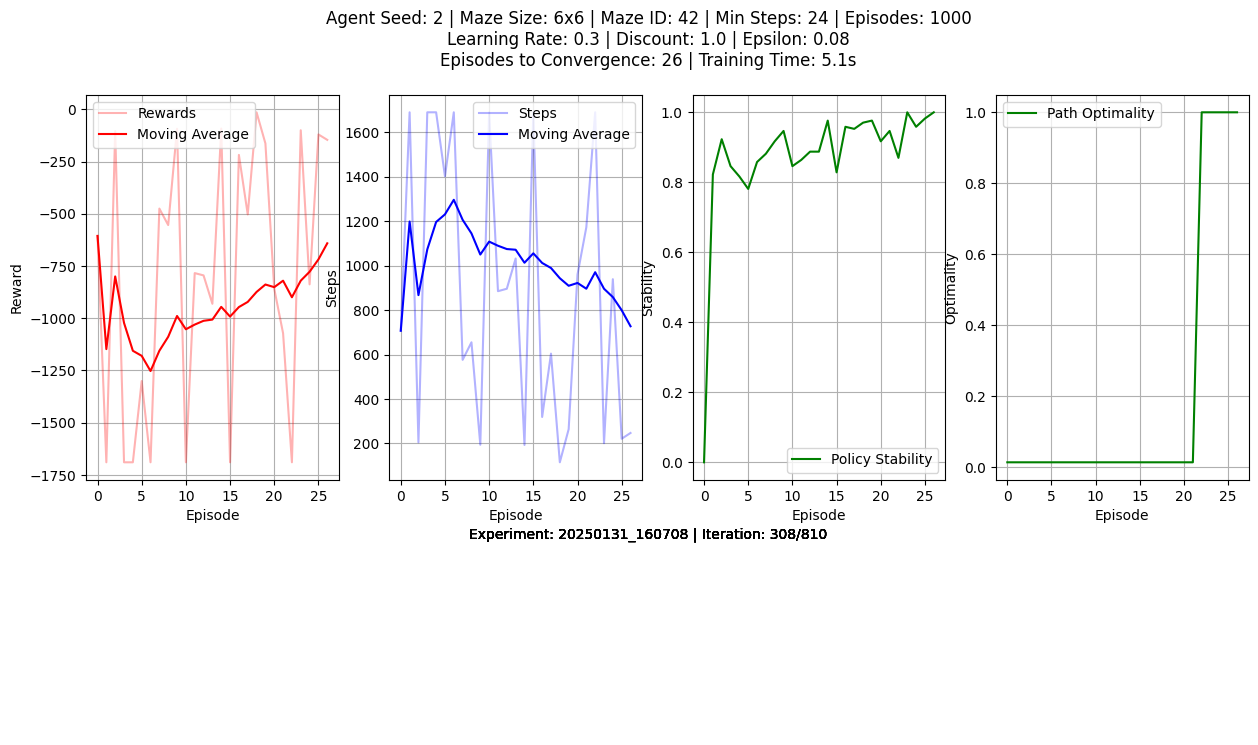 Agent Seed: 2 | Maze Size: 6x6 | Maze ID: 42 | Min Steps: 24 | Episodes: 1000
Learning Rate: 0.3 | Discount: 1.0 | Epsilon: 0.08
Episodes to Convergence: 26 | Training Time: 5.1s
Rewards
Moving Average
0
−250
−500
−750
−1000
−1250
−1500
−1750
Reward
0 5 10 15 20 25
Episode
Steps
Moving Average
1600
1400
1200
1000
800
600
400
200
Steps
0 5 10 15 20 25
Episode
1.0
0.8
0.6
0.4
0.2
0.0
Stability
Policy Stability
0 5 10 15 20 25
Episode
Path Optimality
1.0
0.8
0.6
0.4
0.2
0.0
Optimality
0 5 10 15 20 25
Episode
Experiment: 20250131_160708 | Iteration: 308/810